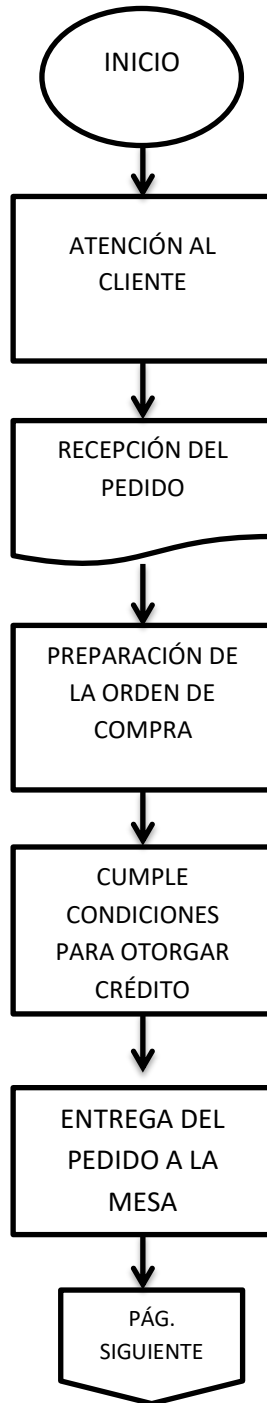 INICIO
ATENCIÓN AL
CLIENTE
RECEPCIÓN DEL
PEDIDO
PREPARACIÓN DE
LA ORDEN DE
COMPRA
CUMPLE
CONDICIONES
PARA OTORGAR
CRÉDITO
ENTREGA DEL
PEDIDO A LA
MESA
PÁG.
SIGUIENTE